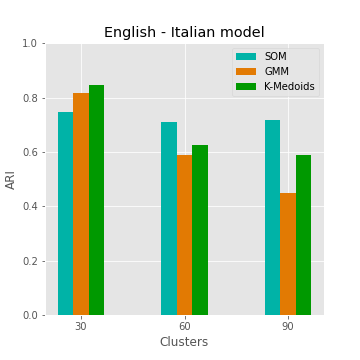 English - Italian model
1.0
0.8
0.6
0.4
0.2
0.0
ARI
SOM
GMM
K-Medoids
30 60 90
Clusters